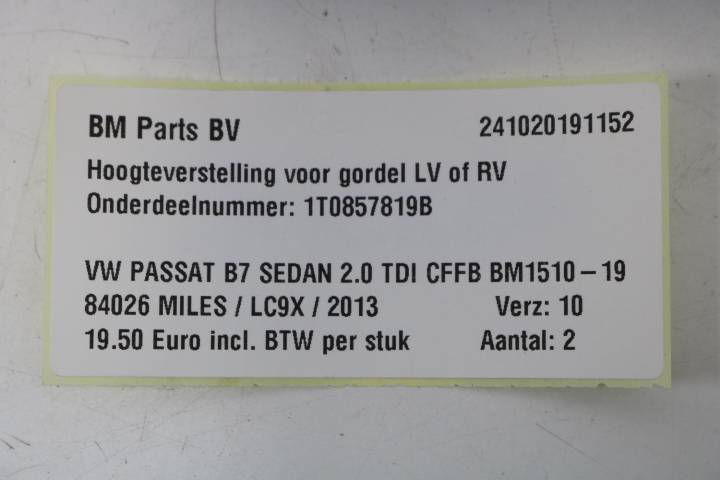 BM Parts BV 241020191152
Hoogteverstelling voor gordel LV of RV
Onderdeelnummer: 1T0857819B
VW PASSAT B7 SEDAN 2.0 TDI CFFB BM1510-19
84026 MILES / LC9X / 2013 Verz: 10
19.50 Euro incl. BTW per stuk Aantal: 2